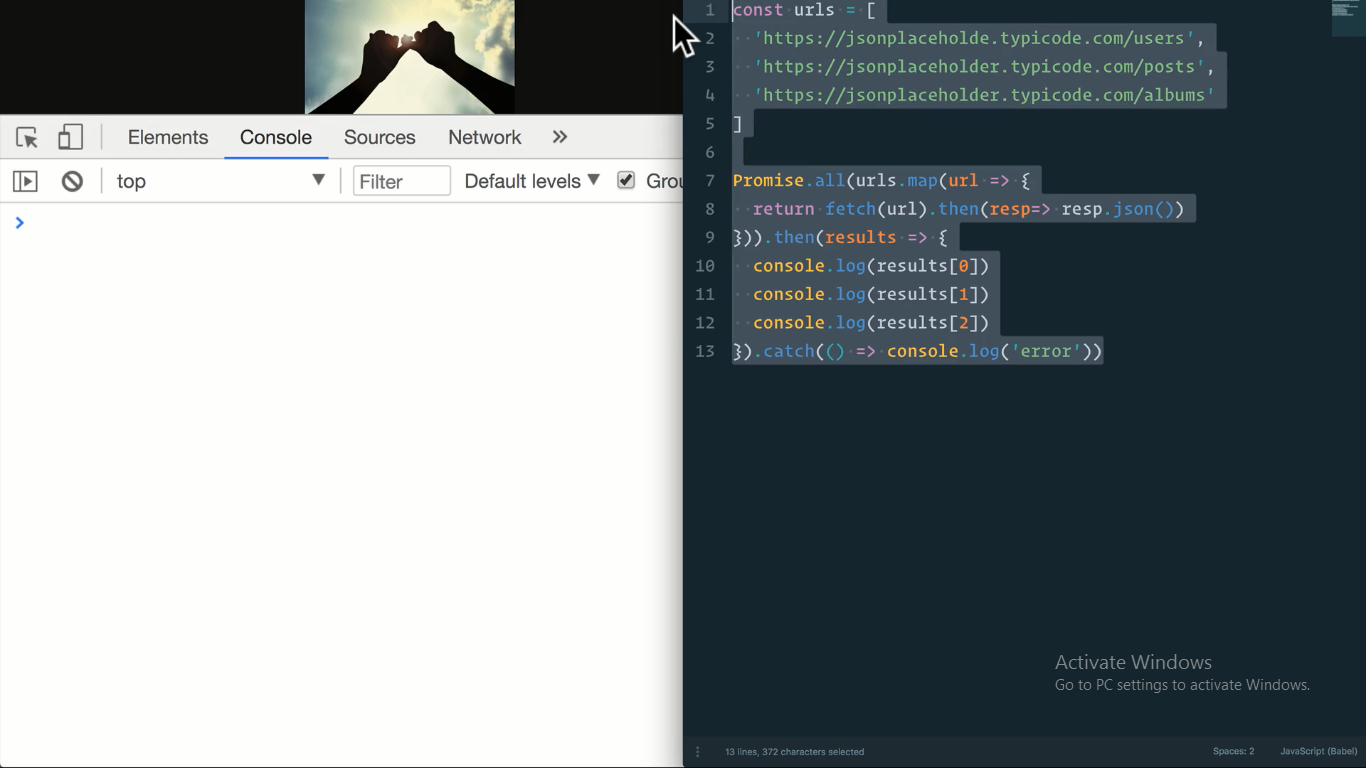 Elements Console Sources Network »
top ▼ Filter Default levels ▼
1 const urls = [
2 'https://jsonplaceholde.typicode.com/users',
3 'https://jsonplaceholder.typicode.com/posts',
4 'https://jsonplaceholder.typicode.com/albums'
5 ]
6
7 Promise.all(urls.map(url => {
8 return fetch(url).then(resp=> resp.json())
9 })).then(results => {
10 console.log(results[0])
11 console.log(results[1])
12 console.log(results[2])
13 }).catch(() => console.log('error'))
Activate Windows
Go to PC settings to activate Windows.
13 lines, 372 characters selected Spaces: 2 JavaScript (Babel)